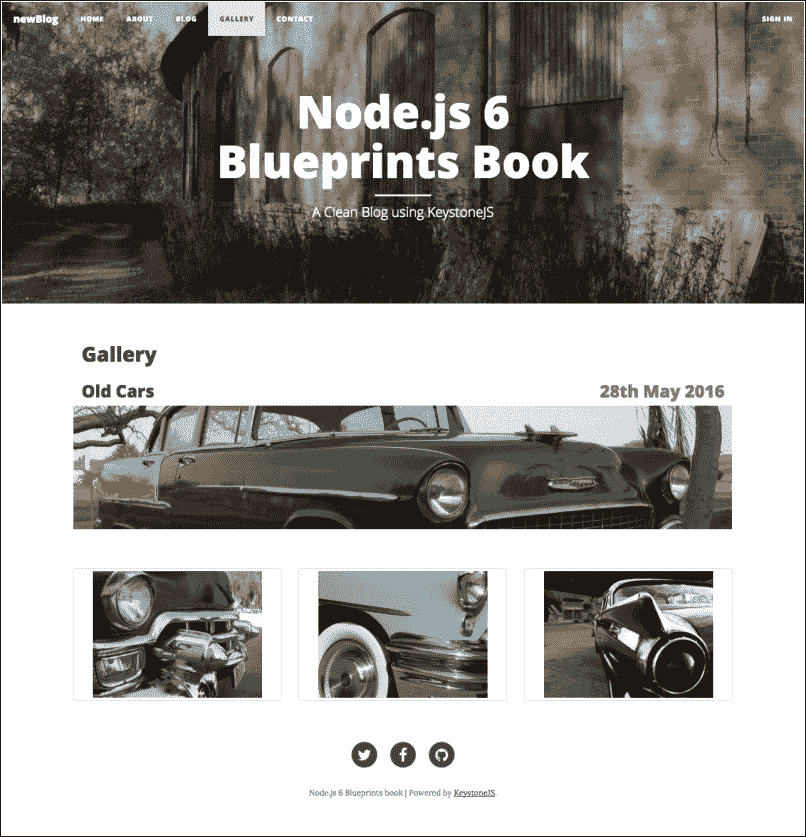 newBlog HOME ABOUT BLOG GALLERY CONTACT SIGN IN
Node.js 6
Blueprints Book
A Clean Blog using KeystoneJS
Gallery
Old Cars 28th May 2016
Node.js 6 Blueprints book | Powered by KeystoneJS.